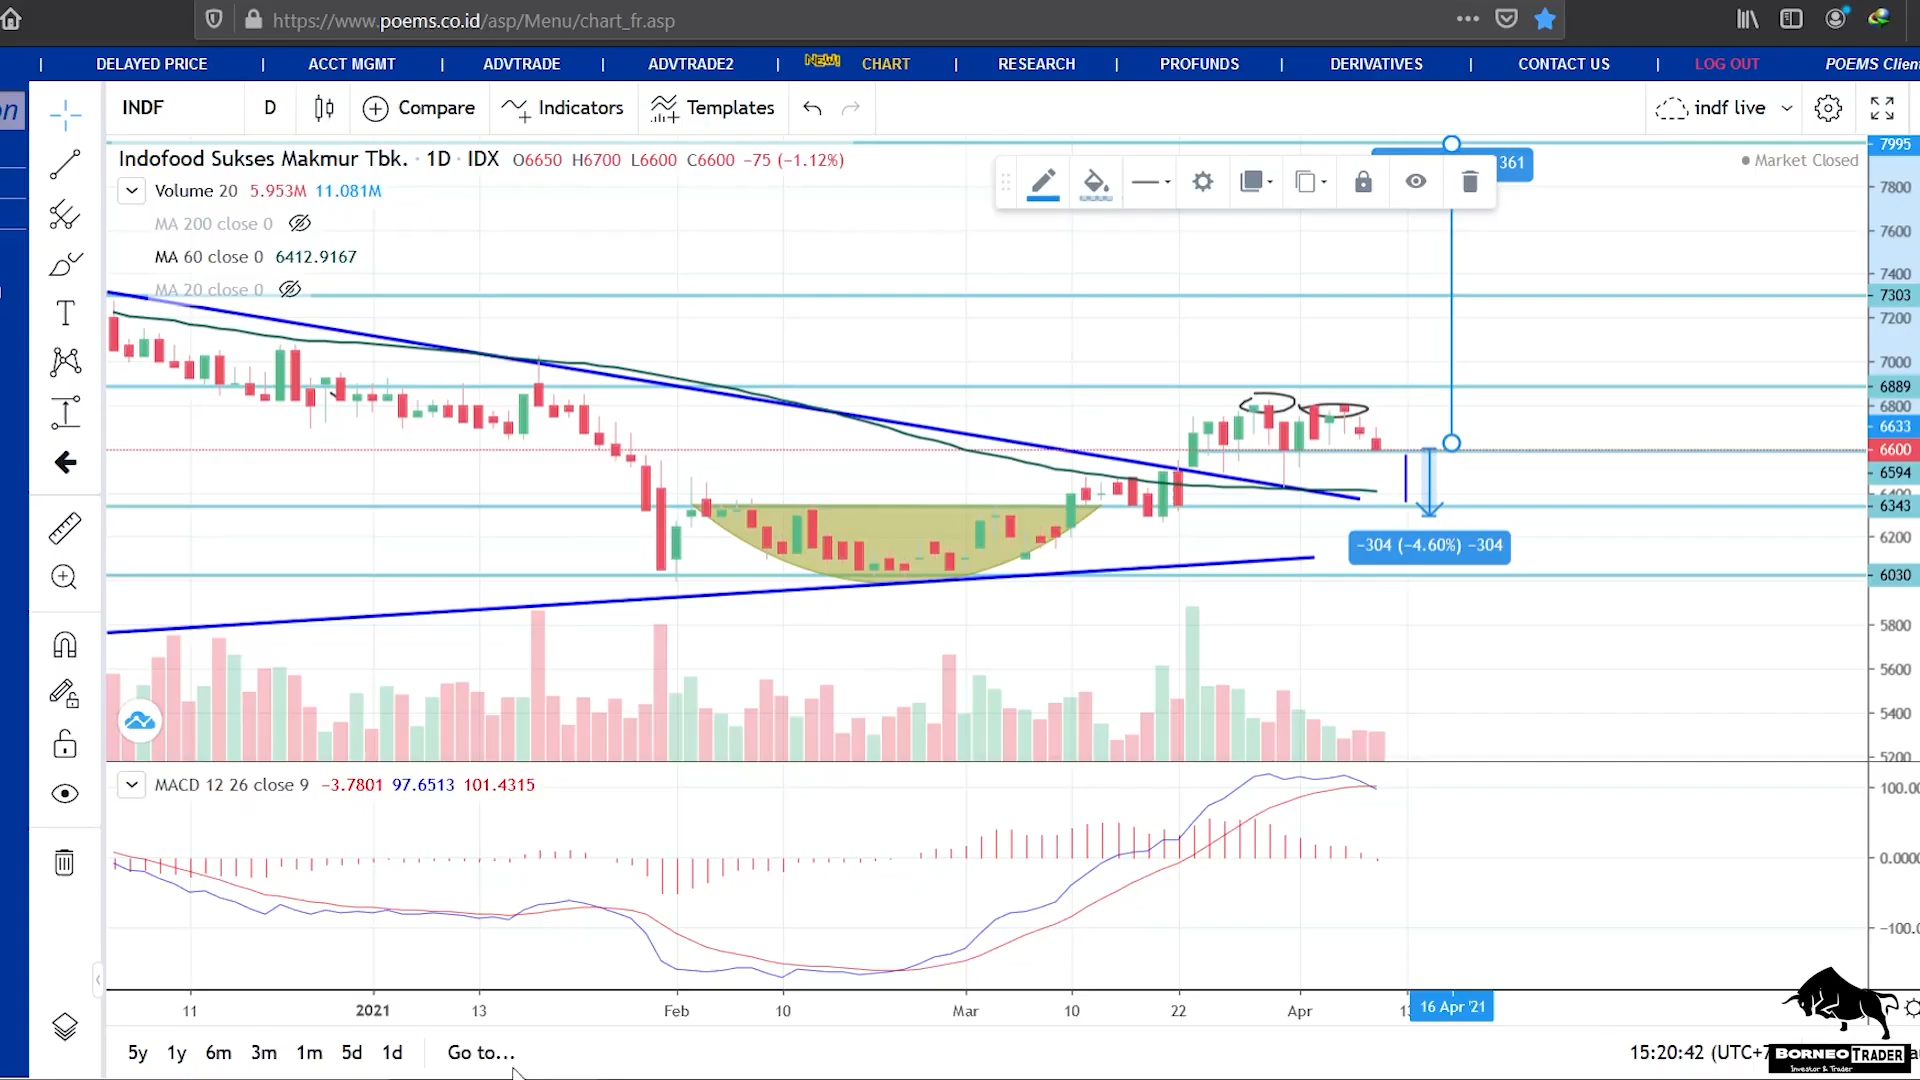 https://www.poems.co.id/asp/Menu/chart_fr.asp
| DELAYED PRICE | ACCT MGMT | ADVTRADE | ADVTRADE2 | NEW! CHART | RESEARCH | PROFUNDS | DERIVATIVES | CONTACT US | LOG OUT POEMS Client
on
INDF D Compare Indicators Templates indf live
Indofood Sukses Makmur Tbk. · 1D · IDX O6650 H6700 L6600 C6600 −75 (−1.12%)
361
Market Closed
Volume 20 5.953M 11.081M
MA 200 close 0
MA 60 close 0 6412.9167
MA 20 close 0
7995
7800
7600
7400
7303
7200
7000
6889
6800
6633
6600
6594
6400
6343
6200
6030
5800
5600
5400
5200
−304 (−4.60%) −304
MACD 12 26 close 9 −3.7801 97.6513 101.4315
100.00
0.0000
−100.0
11 2021 13 Feb 10 Mar 10 22 Apr 16 Apr '21
5y 1y 6m 3m 1m 5d 1d Go to...
15:20:42 (UTC+7
BORNEO TRADER
Investor & Trader